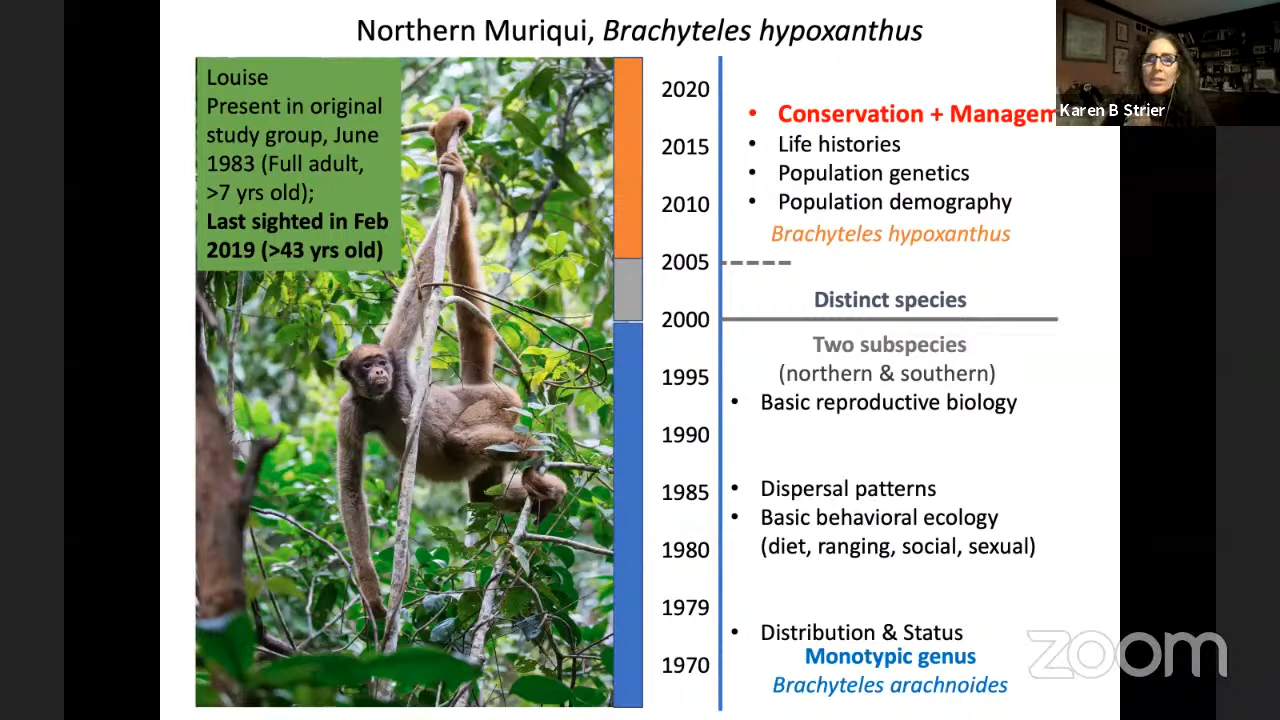 Northern Muriqui, Brachyteles hypoxanthus
Louise
Present in original
study group, June
1983 (Full adult,
>7 yrs old);
Last sighted in Feb
2019 (>43 yrs old)
2020
2015
2010
2005
2000
1995
1990
1985
1980
1979
1970
• Conservation + Managem
• Life histories
• Population genetics
• Population demography
Brachyteles hypoxanthus
Distinct species
Two subspecies
(northern & southern)
• Basic reproductive biology
• Dispersal patterns
• Basic behavioral ecology
(diet, ranging, social, sexual)
• Distribution & Status
Monotypic genus
Brachyteles arachnoides
Karen B Strier
zoom